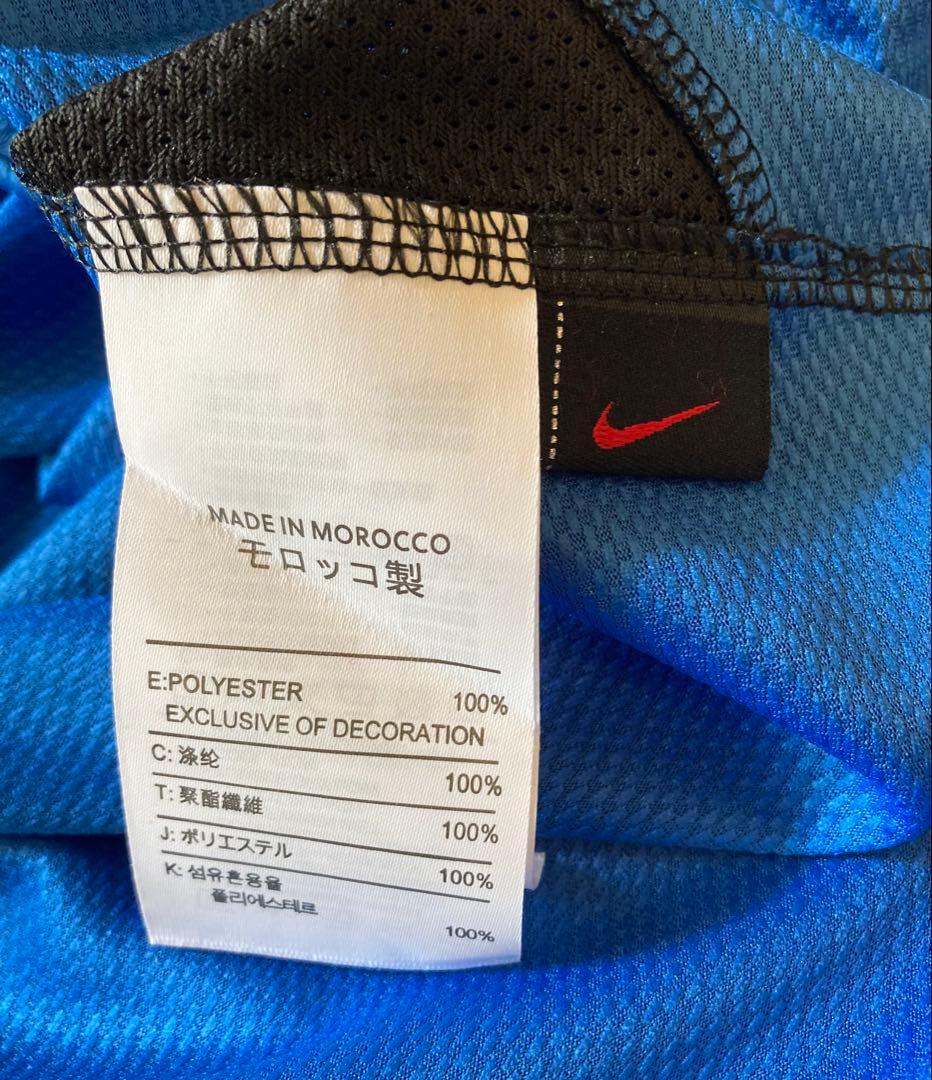 MADE IN MOROCCO
モロッコ製
E:POLYESTER 100%
EXCLUSIVE OF DECORATION
C: 涤纶 100%
T: 聚酯纖維 100%
J: ポリエステル 100%
K: 섬유혼용율
폴리에스테르 100%